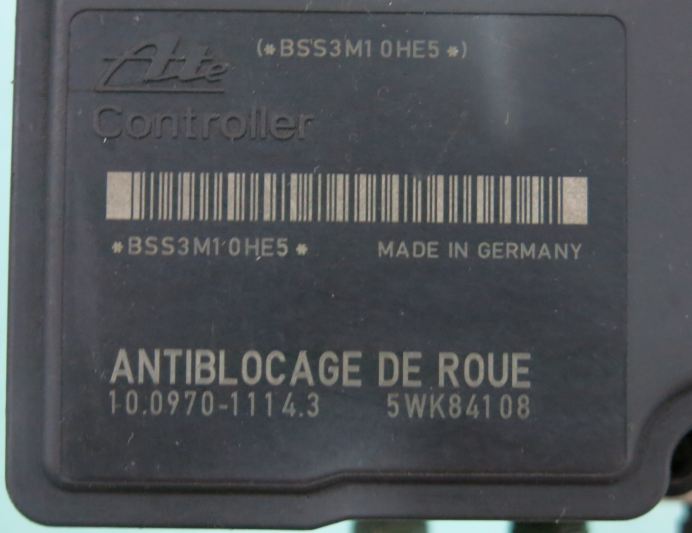 (*BSS3M10HE5*)
Ate
Controller
*BSS3M10HE5*
MADE IN GERMANY
ANTIBLOCAGE DE ROUE
10.0970-1114.3 5WK84108